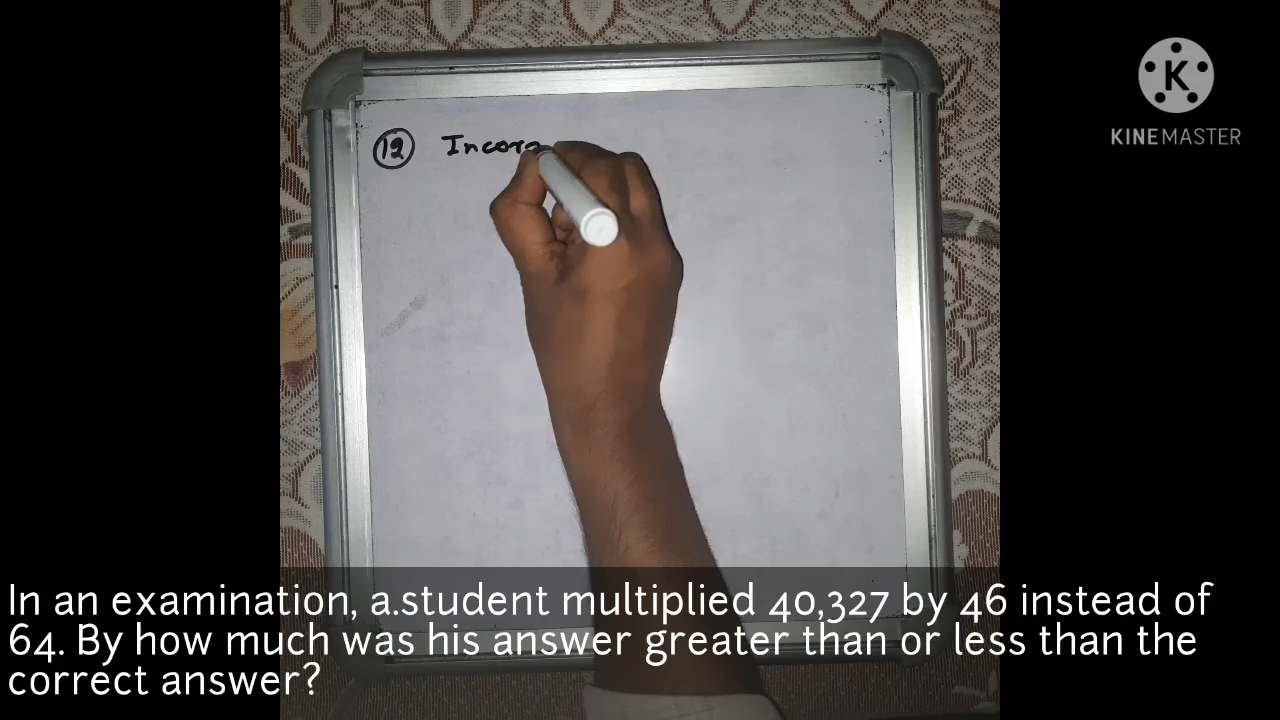 KINEMASTER
12 Incorr
In an examination, a.student multiplied 40,327 by 46 instead of
64. By how much was his answer greater than or less than the
correct answer?